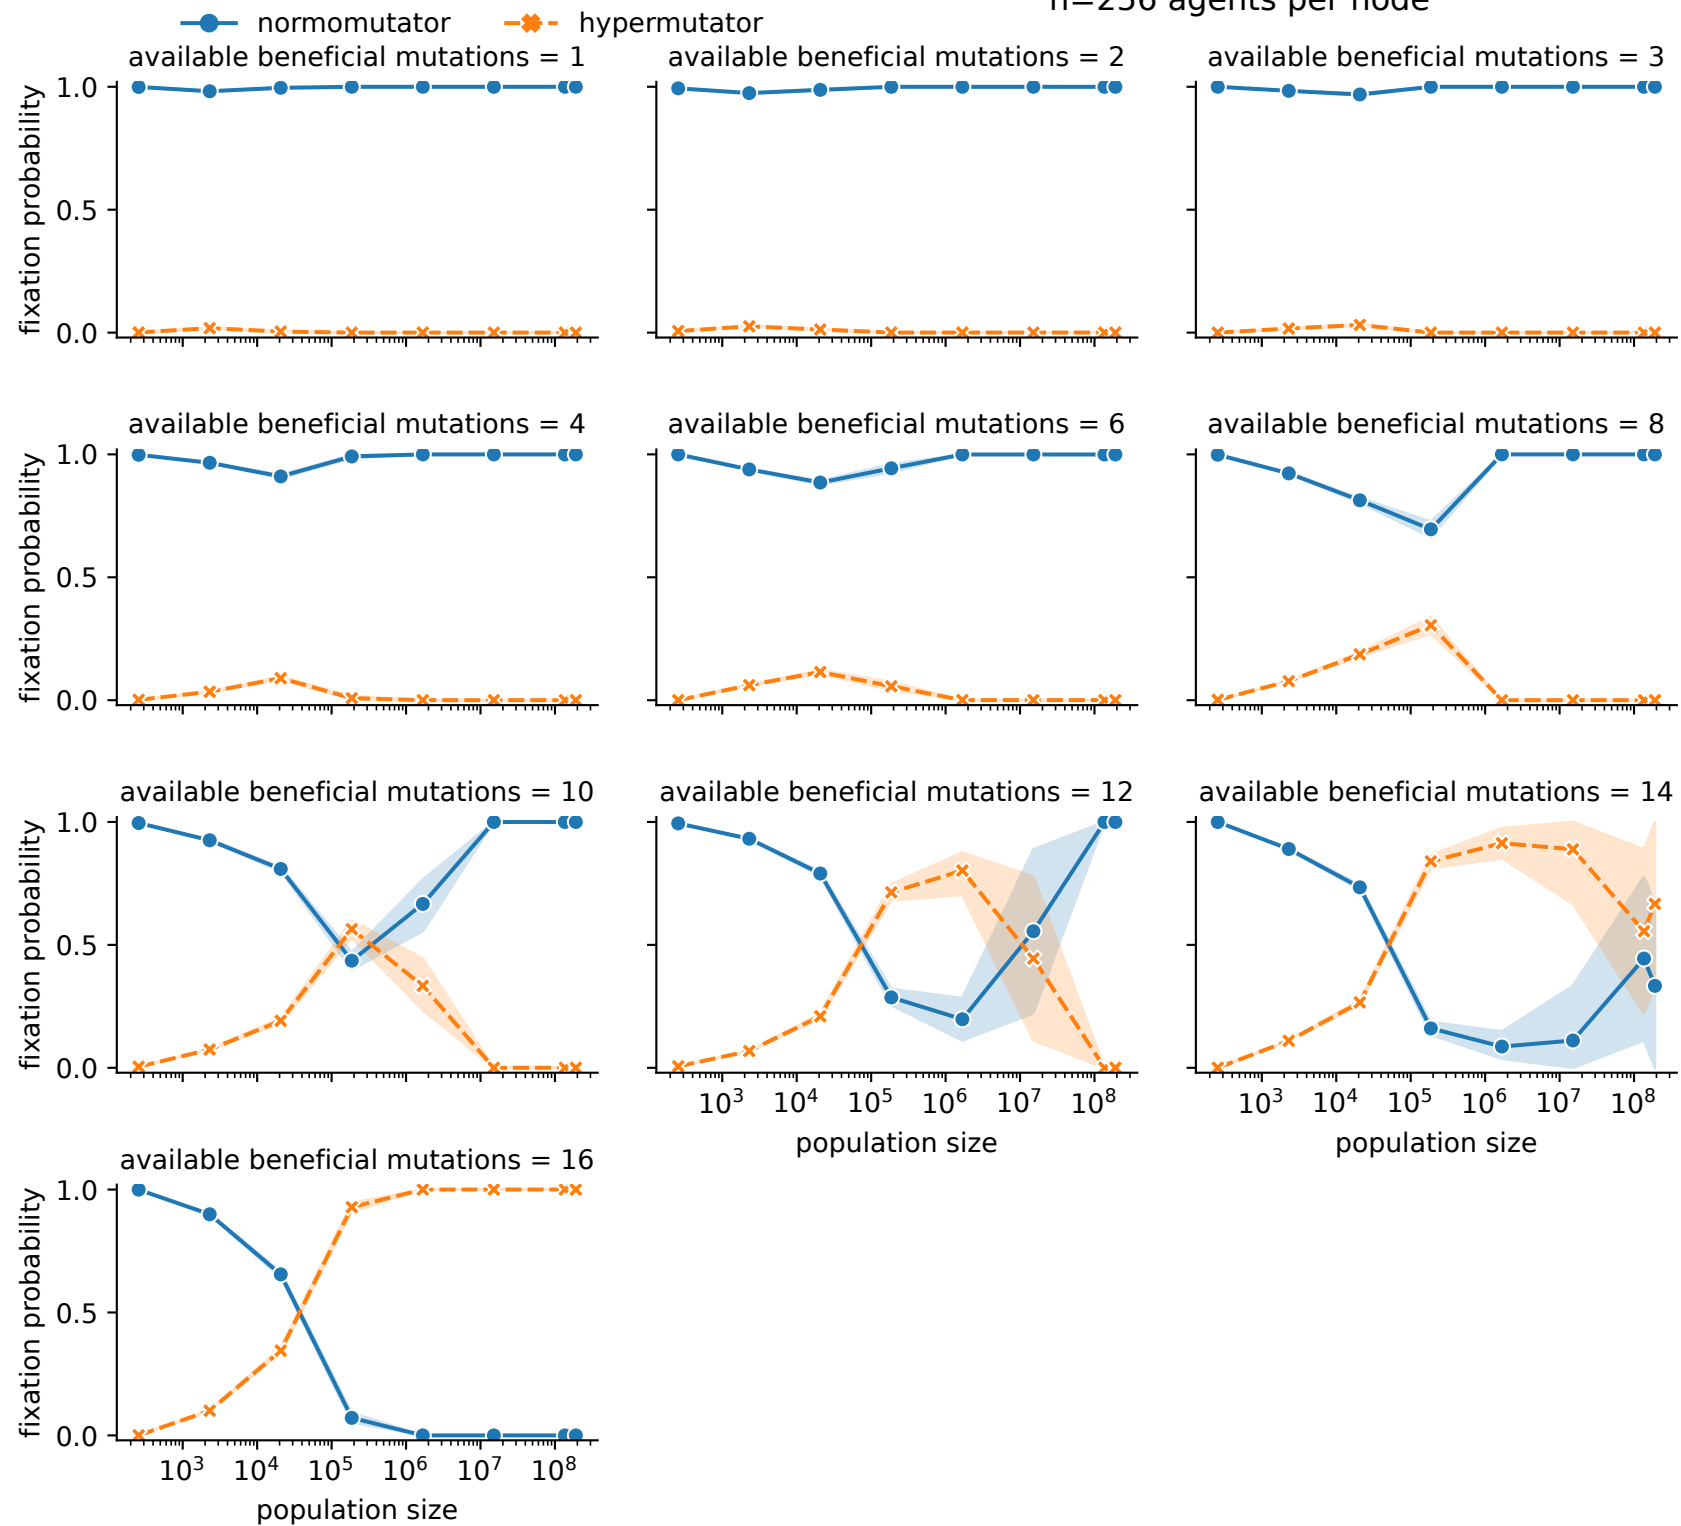 n=256 agents per node
normomutator hypermutator
available beneficial mutations = 1
available beneficial mutations = 2
available beneficial mutations = 3
fixation probability
1.0
0.5
0.0
available beneficial mutations = 4
available beneficial mutations = 6
available beneficial mutations = 8
fixation probability
1.0
0.5
0.0
available beneficial mutations = 10
available beneficial mutations = 12
available beneficial mutations = 14
fixation probability
1.0
0.5
0.0
10³ 10⁴ 10⁵ 10⁶ 10⁷ 10⁸
population size
10³ 10⁴ 10⁵ 10⁶ 10⁷ 10⁸
population size
available beneficial mutations = 16
fixation probability
1.0
0.5
0.0
10³ 10⁴ 10⁵ 10⁶ 10⁷ 10⁸
population size